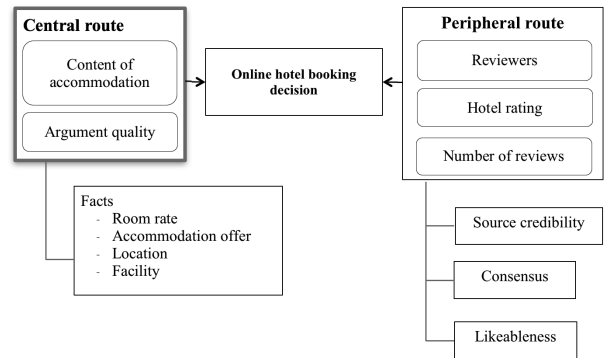 Central route
Content of
accommodation
Argument quality
Facts
- Room rate
- Accommodation offer
- Location
- Facility
Online hotel booking
decision
Peripheral route
Reviewers
Hotel rating
Number of reviews
Source credibility
Consensus
Likeableness